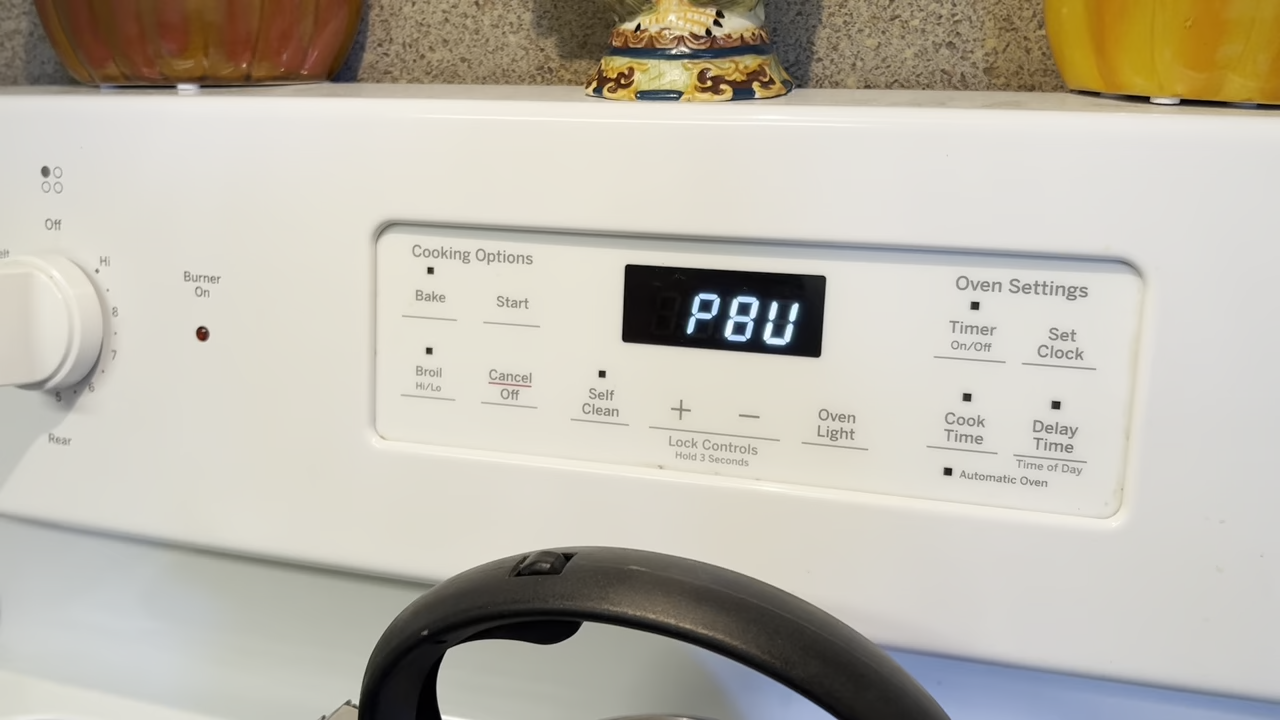 Off
Hi
8
7
6
5
Rear
Burner
On
Cooking Options
Bake
Start
Broil
Hi/Lo
Cancel
Off
Self
Clean
P8U
+ −
Lock Controls
Hold 3 Seconds
Oven
Light
Oven Settings
Timer
On/Off
Set
Clock
Cook
Time
Delay
Time
Time of Day
Automatic Oven